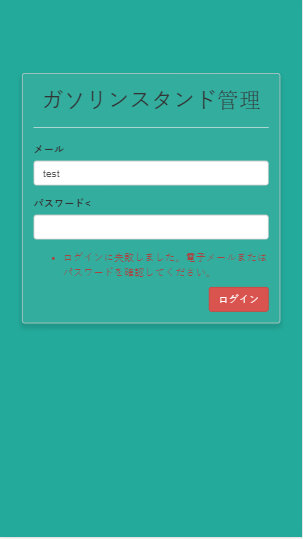 ガソリンスタンド管理
メール
test
パスワード<
ログインに失敗しました、電子メールまたは
パスワードを確認してください。
ログイン